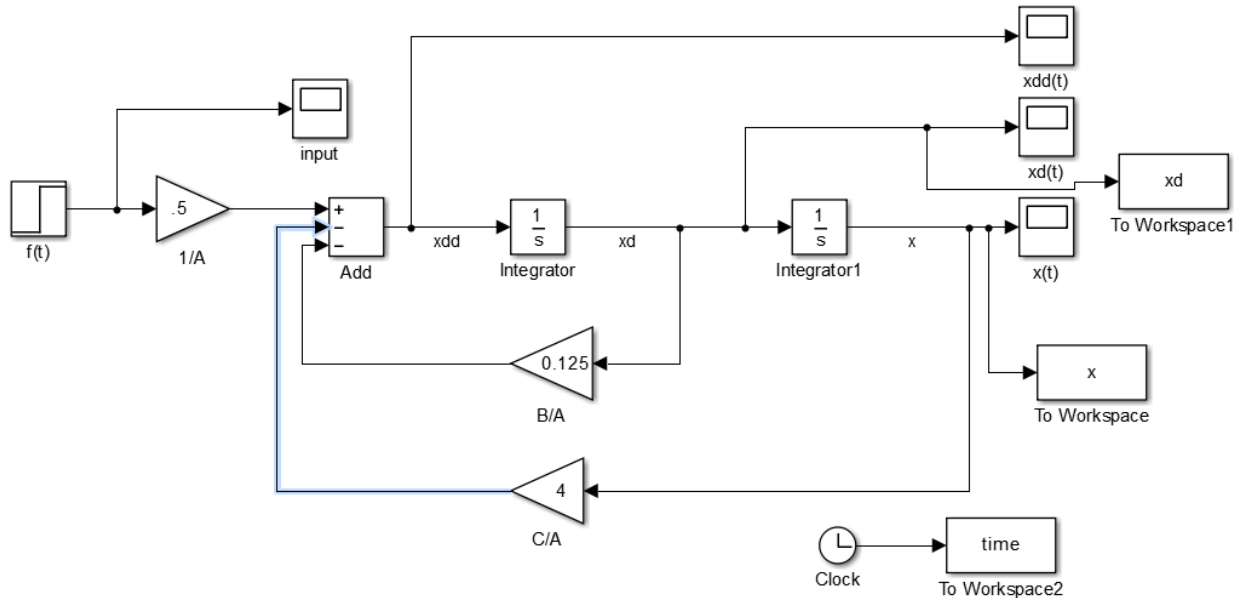 xdd(t)
input
xd(t)
xd
To Workspace1
f(t)
.5
1/A
+
−
−
Add
xdd
1
s
Integrator
xd
1
s
Integrator1
x
x(t)
0.125
B/A
x
To Workspace
4
C/A
Clock
time
To Workspace2